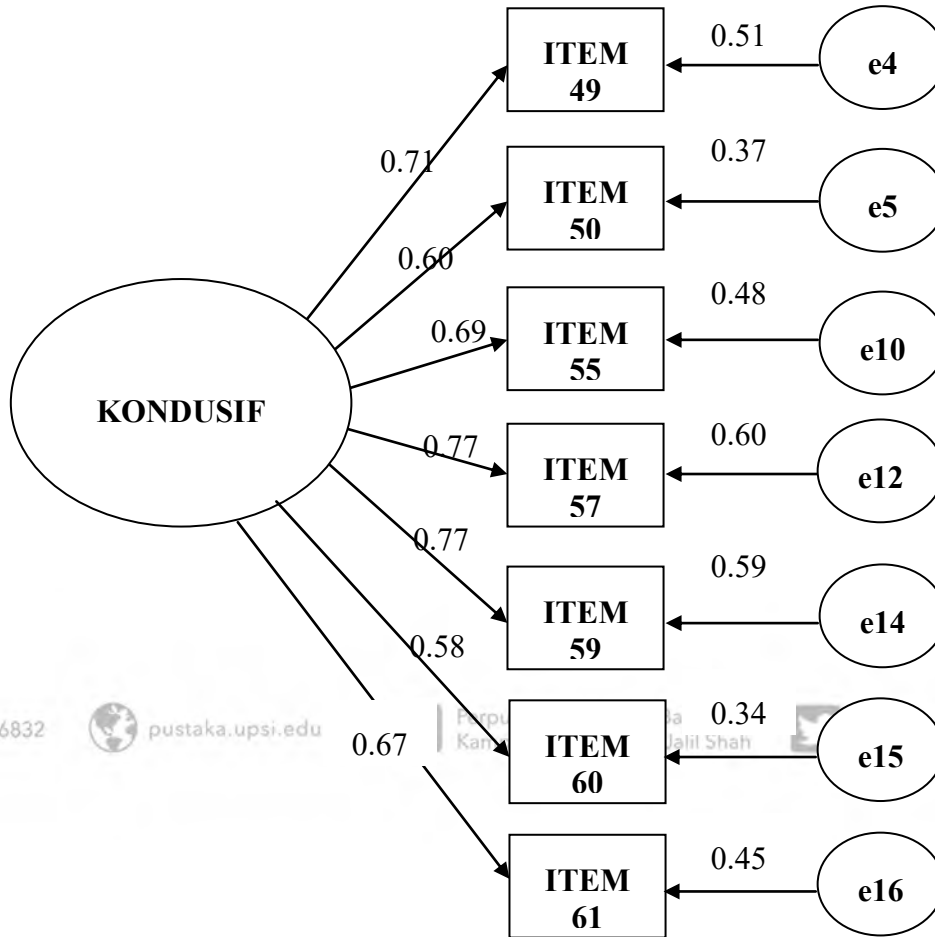 ITEM
49
0.51
e4
0.71
ITEM
50
0.37
e5
0.60
ITEM
55
0.48
e10
0.69
KONDUSIF
ITEM
57
0.60
e12
0.77
ITEM
59
0.59
e14
0.77
ITEM
60
0.34
e15
0.58
6832
pustaka.upsi.edu
Jalil Shah
0.67
ITEM
61
0.45
e16